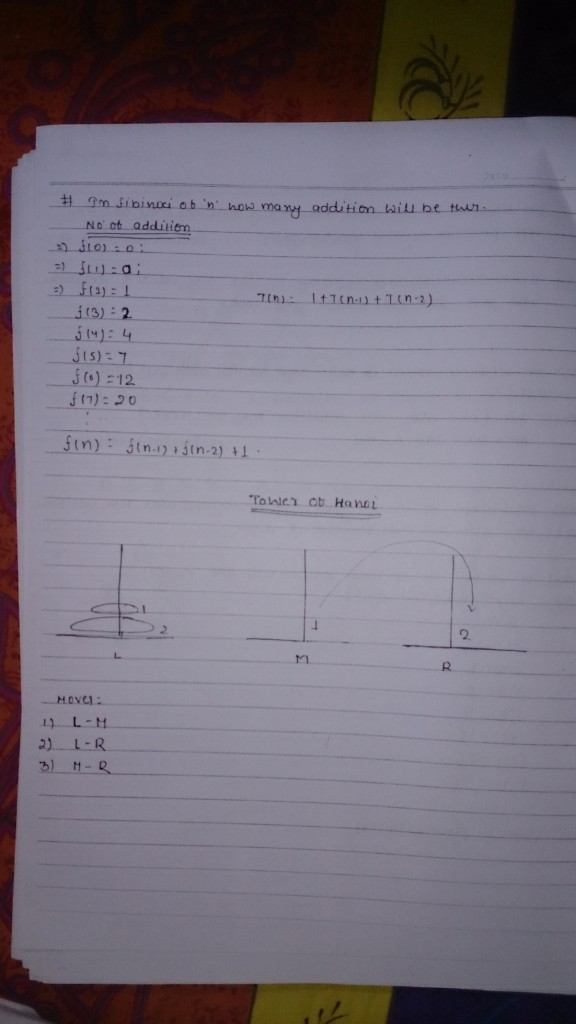 # In fibinoci of 'n' how many addition will be ther.
No of addition
=) f(0) = 0;
=) f(1) = 0;
=) f(2) = 1
T(n) = 1+T(n-1)+T(n-2)
f(3) = 2
f(4) = 4
f(5) = 7
f(6) = 12
f(7) = 20
f(n) = f(n-1) + f(n-2) +1.
Tower of Hanoi
1
2
1
2
L
M
R
Moves:
1) L-M
2) L-R
3) M-R